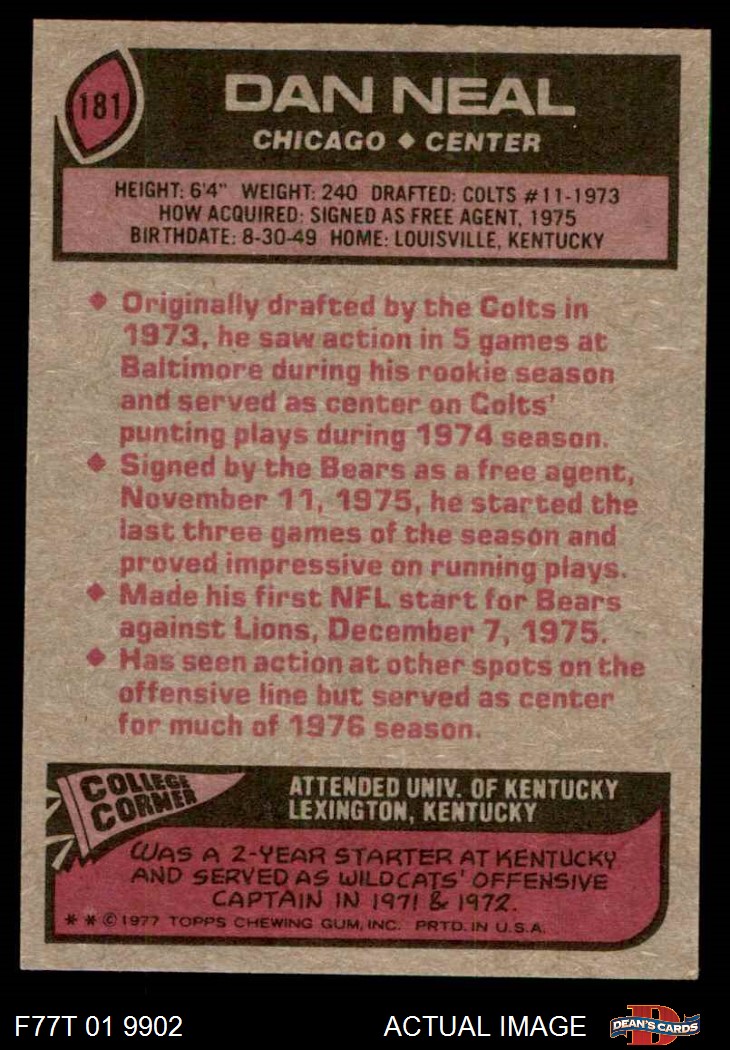 181
DAN NEAL
CHICAGO ◆ CENTER
HEIGHT: 6'4" WEIGHT: 240 DRAFTED: COLTS #11-1973
HOW ACQUIRED: SIGNED AS FREE AGENT, 1975
BIRTHDATE: 8-30-49 HOME: LOUISVILLE, KENTUCKY
◆ Originally drafted by the Colts in
1973, he saw action in 5 games at
Baltimore during his rookie season
and served as center on Colts'
punting plays during 1974 season.
◆ Signed by the Bears as a free agent,
November 11, 1975, he started the
last three games of the season and
proved impressive on running plays.
◆ Made his first NFL start for Bears
against Lions, December 7, 1975.
◆ Has seen action at other spots on the
offensive line but served as center
for much of 1976 season.
COLLEGE
CORNER
ATTENDED UNIV. OF KENTUCKY
LEXINGTON, KENTUCKY
WAS A 2-YEAR STARTER AT KENTUCKY
AND SERVED AS WILDCATS' OFFENSIVE
CAPTAIN IN 1971 & 1972.
* * © 1977 TOPPS CHEWING GUM, INC. PRTD. IN U.S.A.
F77T 01 9902
ACTUAL IMAGE
D
DEAN'S CARDS